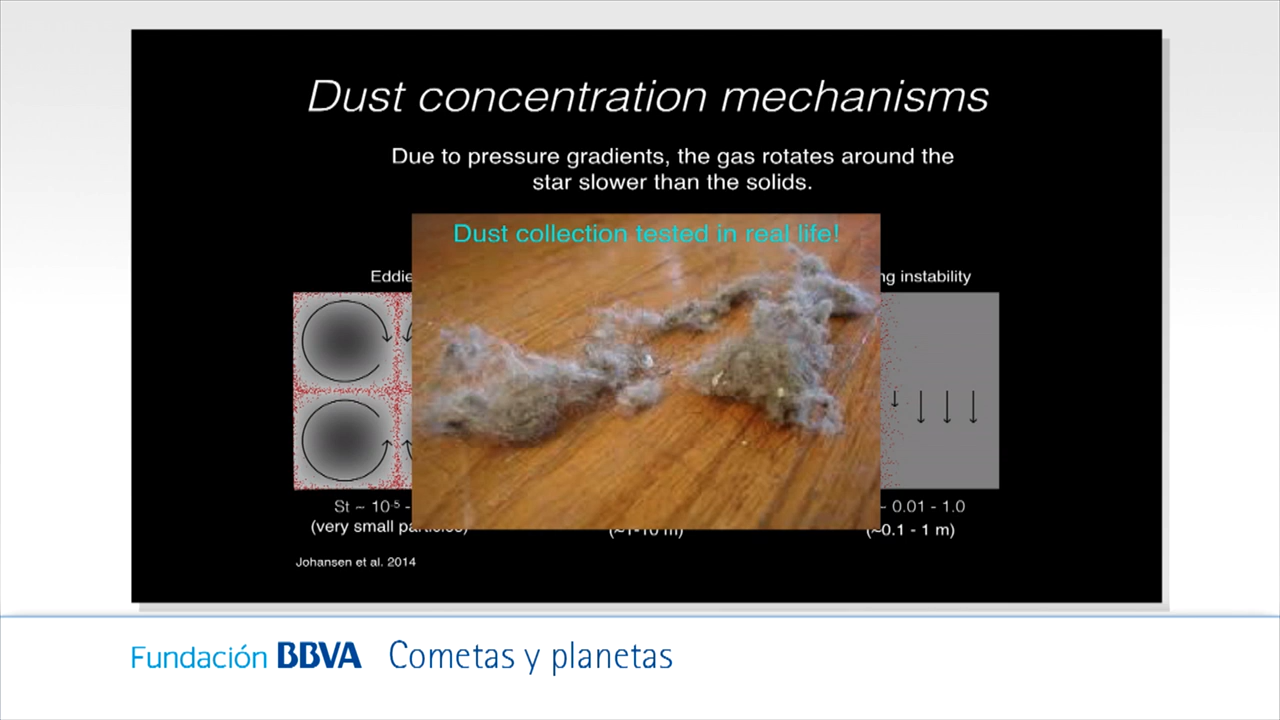 Dust concentration mechanisms
Due to pressure gradients, the gas rotates around the
star slower than the solids.
Dust collection tested in real life!
Eddie
ng instability
St ~ 10-5 -
~ 0.01 - 1.0
(very small particles)
(~1-10 m)
(~0.1 - 1 m)
Johansen et al. 2014
Fundación BBVA Cometas y planetas